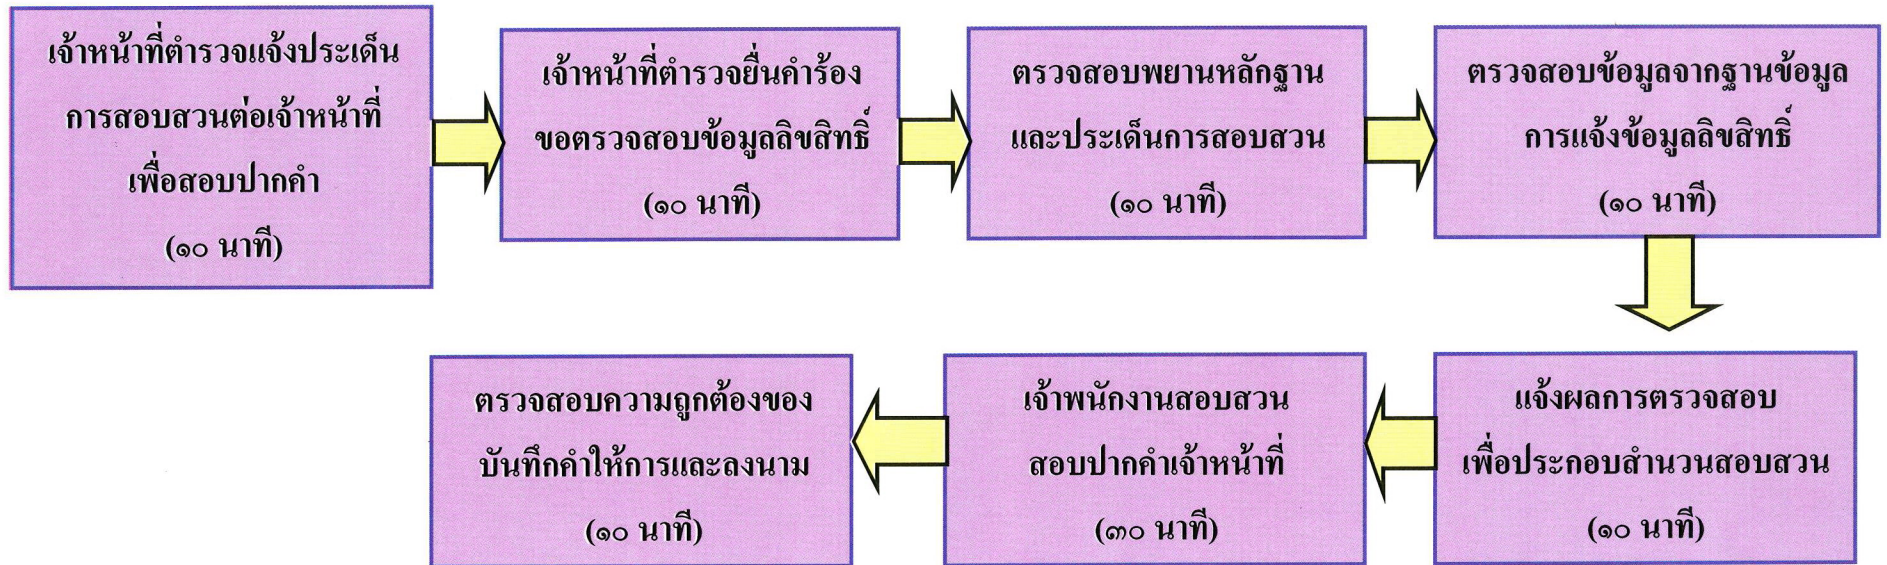 เจ้าหน้าที่ตำรวจแจ้งประเด็น
การสอบสวนต่อเจ้าหน้าที่
เพื่อสอบปากคำ
(๑๐ นาที)
เจ้าหน้าที่ตำรวจยื่นคำร้อง
ขอตรวจสอบข้อมูลลิขสิทธิ์
(๑๐ นาที)
ตรวจสอบพยานหลักฐาน
และประเด็นการสอบสวน
(๑๐ นาที)
ตรวจสอบข้อมูลจากฐานข้อมูล
การแจ้งข้อมูลลิขสิทธิ์
(๑๐ นาที)
แจ้งผลการตรวจสอบ
เพื่อประกอบสำนวนสอบสวน
(๑๐ นาที)
เจ้าพนักงานสอบสวน
สอบปากคำเจ้าหน้าที่
(๓๐ นาที)
ตรวจสอบความถูกต้องของ
บันทึกคำให้การและลงนาม
(๑๐ นาที)